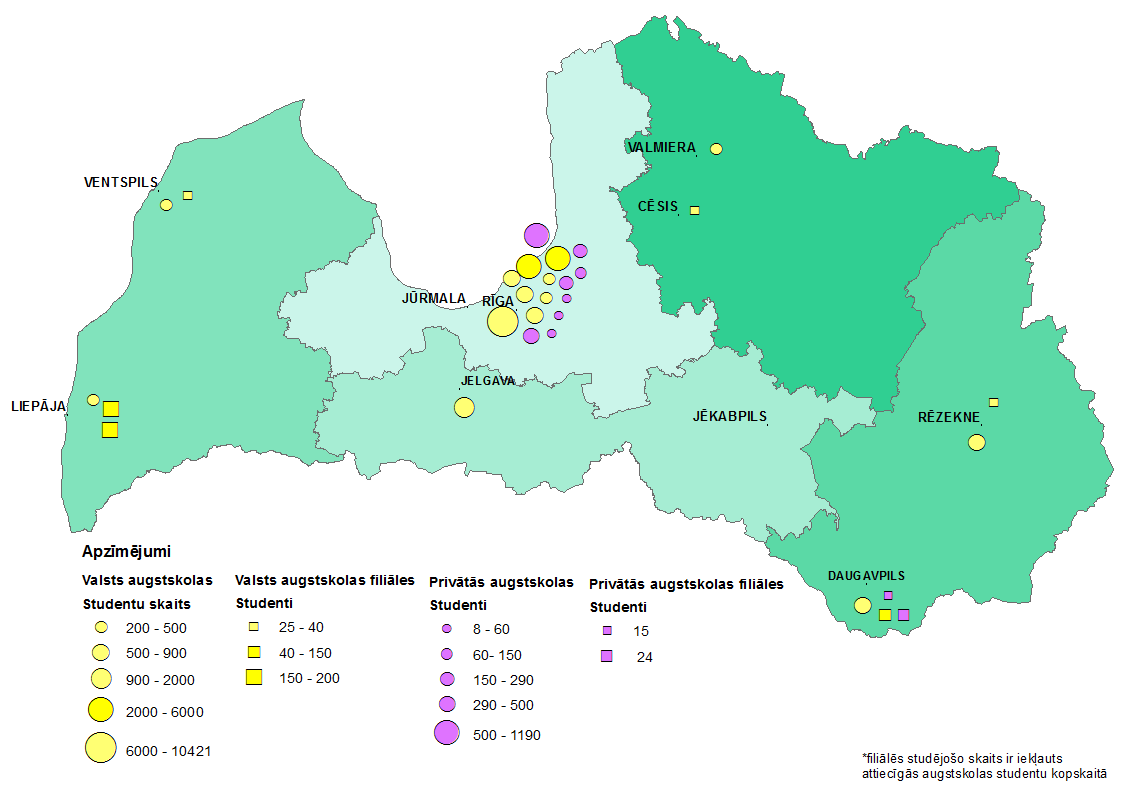 VALMIERA
VENTSPILS
CĒSIS
JŪRMALA
RĪGA
JELGAVA
LIEPĀJA
JĒKABPILS
RĒZEKNE
DAUGAVPILS
Apzīmējumi
Valsts augstskolas
Studentu skaits
200 - 500
500 - 900
900 - 2000
2000 - 6000
6000 - 10421
Valsts augstskolas filiāles
Studenti
25 - 40
40 - 150
150 - 200
Privātās augstskolas
Studenti
8 - 60
60- 150
150 - 290
290 - 500
500 - 1190
Privātās augstskolas filiāles
Studenti
15
24
*filiālēs studējošo skaits ir iekļauts
attiecīgās augstskolas studentu kopskaitā